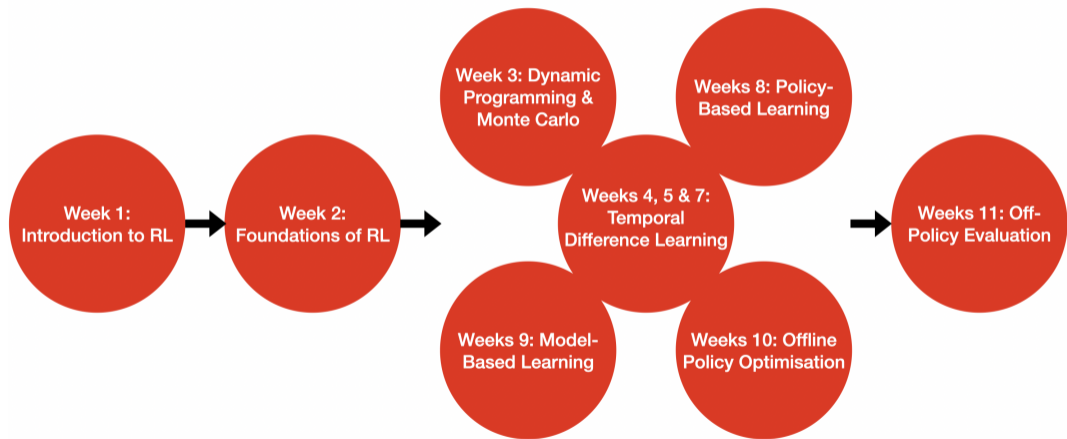 Week 1:
Introduction to RL
Week 2:
Foundations of RL
Week 3: Dynamic
Programming &
Monte Carlo
Weeks 8: Policy-
Based Learning
Weeks 4, 5 & 7:
Temporal
Difference Learning
Weeks 9: Model-
Based Learning
Weeks 10: Offline
Policy Optimisation
Weeks 11: Off-
Policy Evaluation